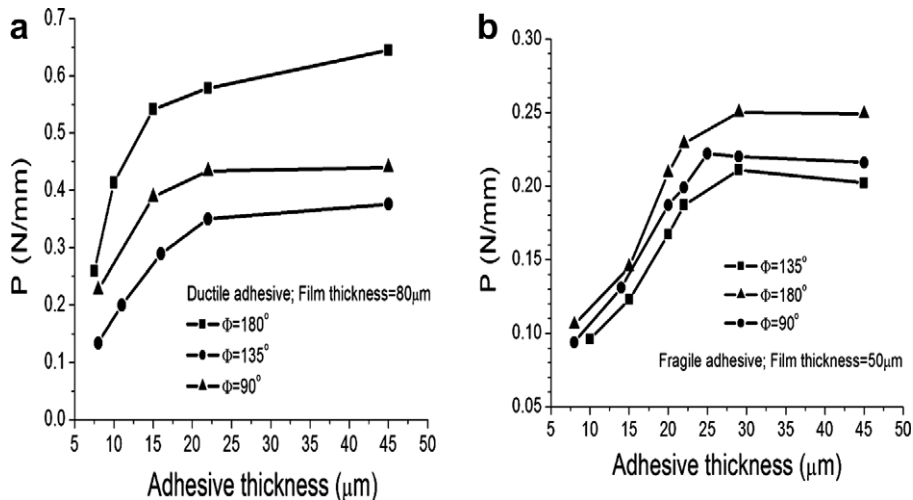 a
P (N/mm)
0.7
0.6
0.5
0.4
0.3
0.2
0.1
0.0
Ductile adhesive; Film thickness=80μm
Φ=180°
Φ=135°
Φ=90°
5 10 15 20 25 30 35 40 45 50
Adhesive thickness (μm)
b
P (N/mm)
0.30
0.25
0.20
0.15
0.10
0.05
Φ=135°
Φ=180°
Φ=90°
Fragile adhesive; Film thickness=50μm
5 10 15 20 25 30 35 40 45 50
Adhesive thickness (μm)